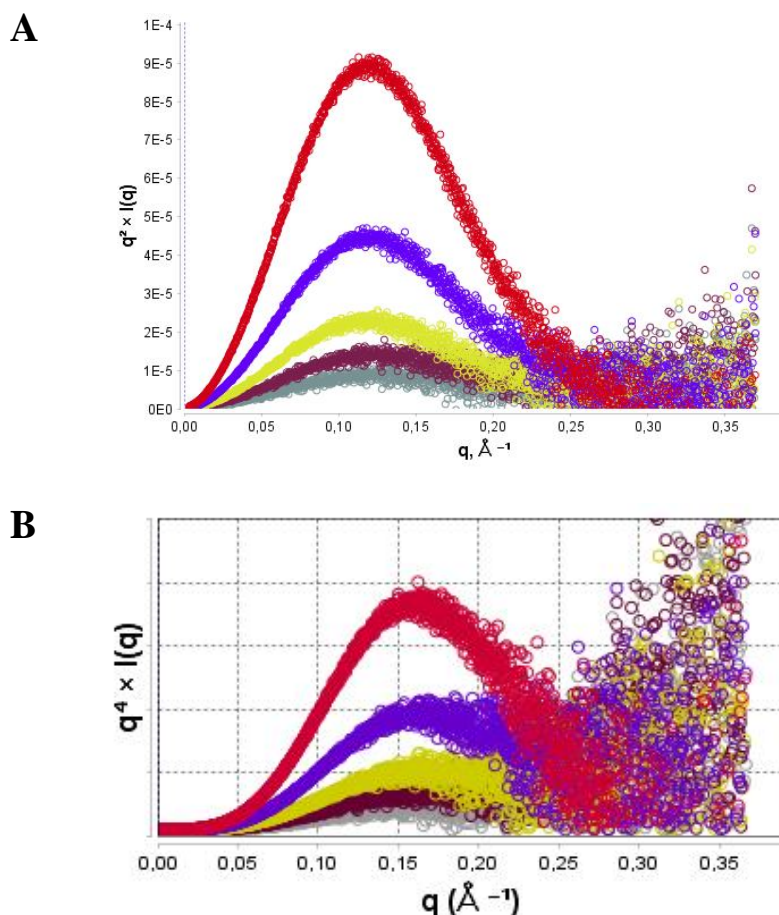 A
1E-4
9E-5
8E-5
7E-5
6E-5
5E-5
4E-5
3E-5
2E-5
1E-5
0E0
q² × I(q)
0,00 0,05 0,10 0,15 0,20 0,25 0,30 0,35
q, Å ⁻¹
B
q⁴ × I(q)
0,00 0,05 0,10 0,15 0,20 0,25 0,30 0,35
q (Å ⁻¹)